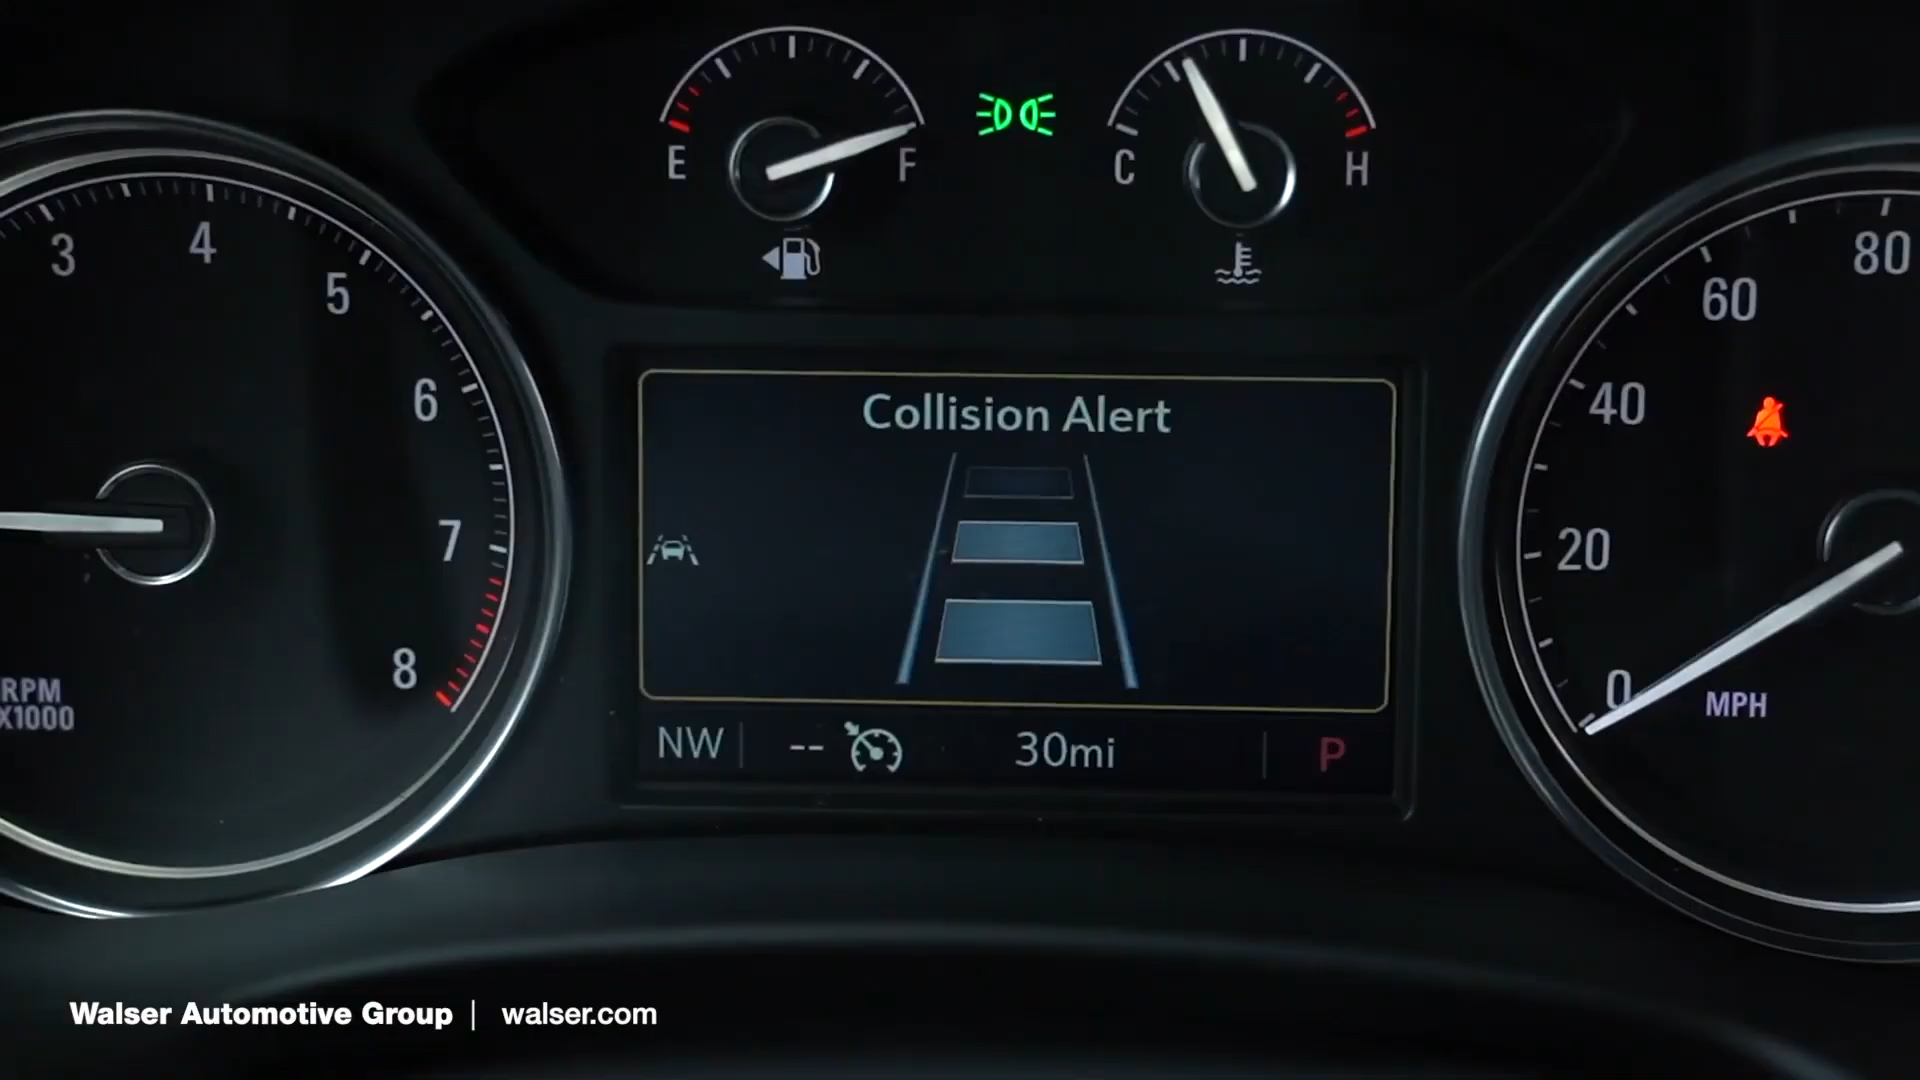 E
F
C
H
3
4
5
6
7
8
RPM
X1000
Collision Alert
NW
--
30mi
P
80
60
40
20
0
MPH
Walser Automotive Group | walser.com